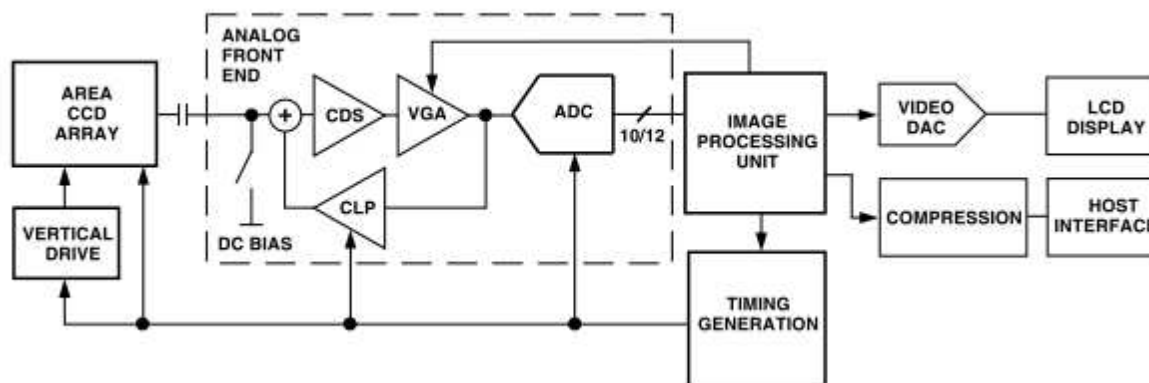 ANALOG
FRONT
END
AREA
CCD
ARRAY
CDS
VGA
ADC
10/12
IMAGE
PROCESSING
UNIT
VIDEO
DAC
LCD
DISPLAY
CLP
DC BIAS
VERTICAL
DRIVE
COMPRESSION
HOST
INTERFACE
TIMING
GENERATION